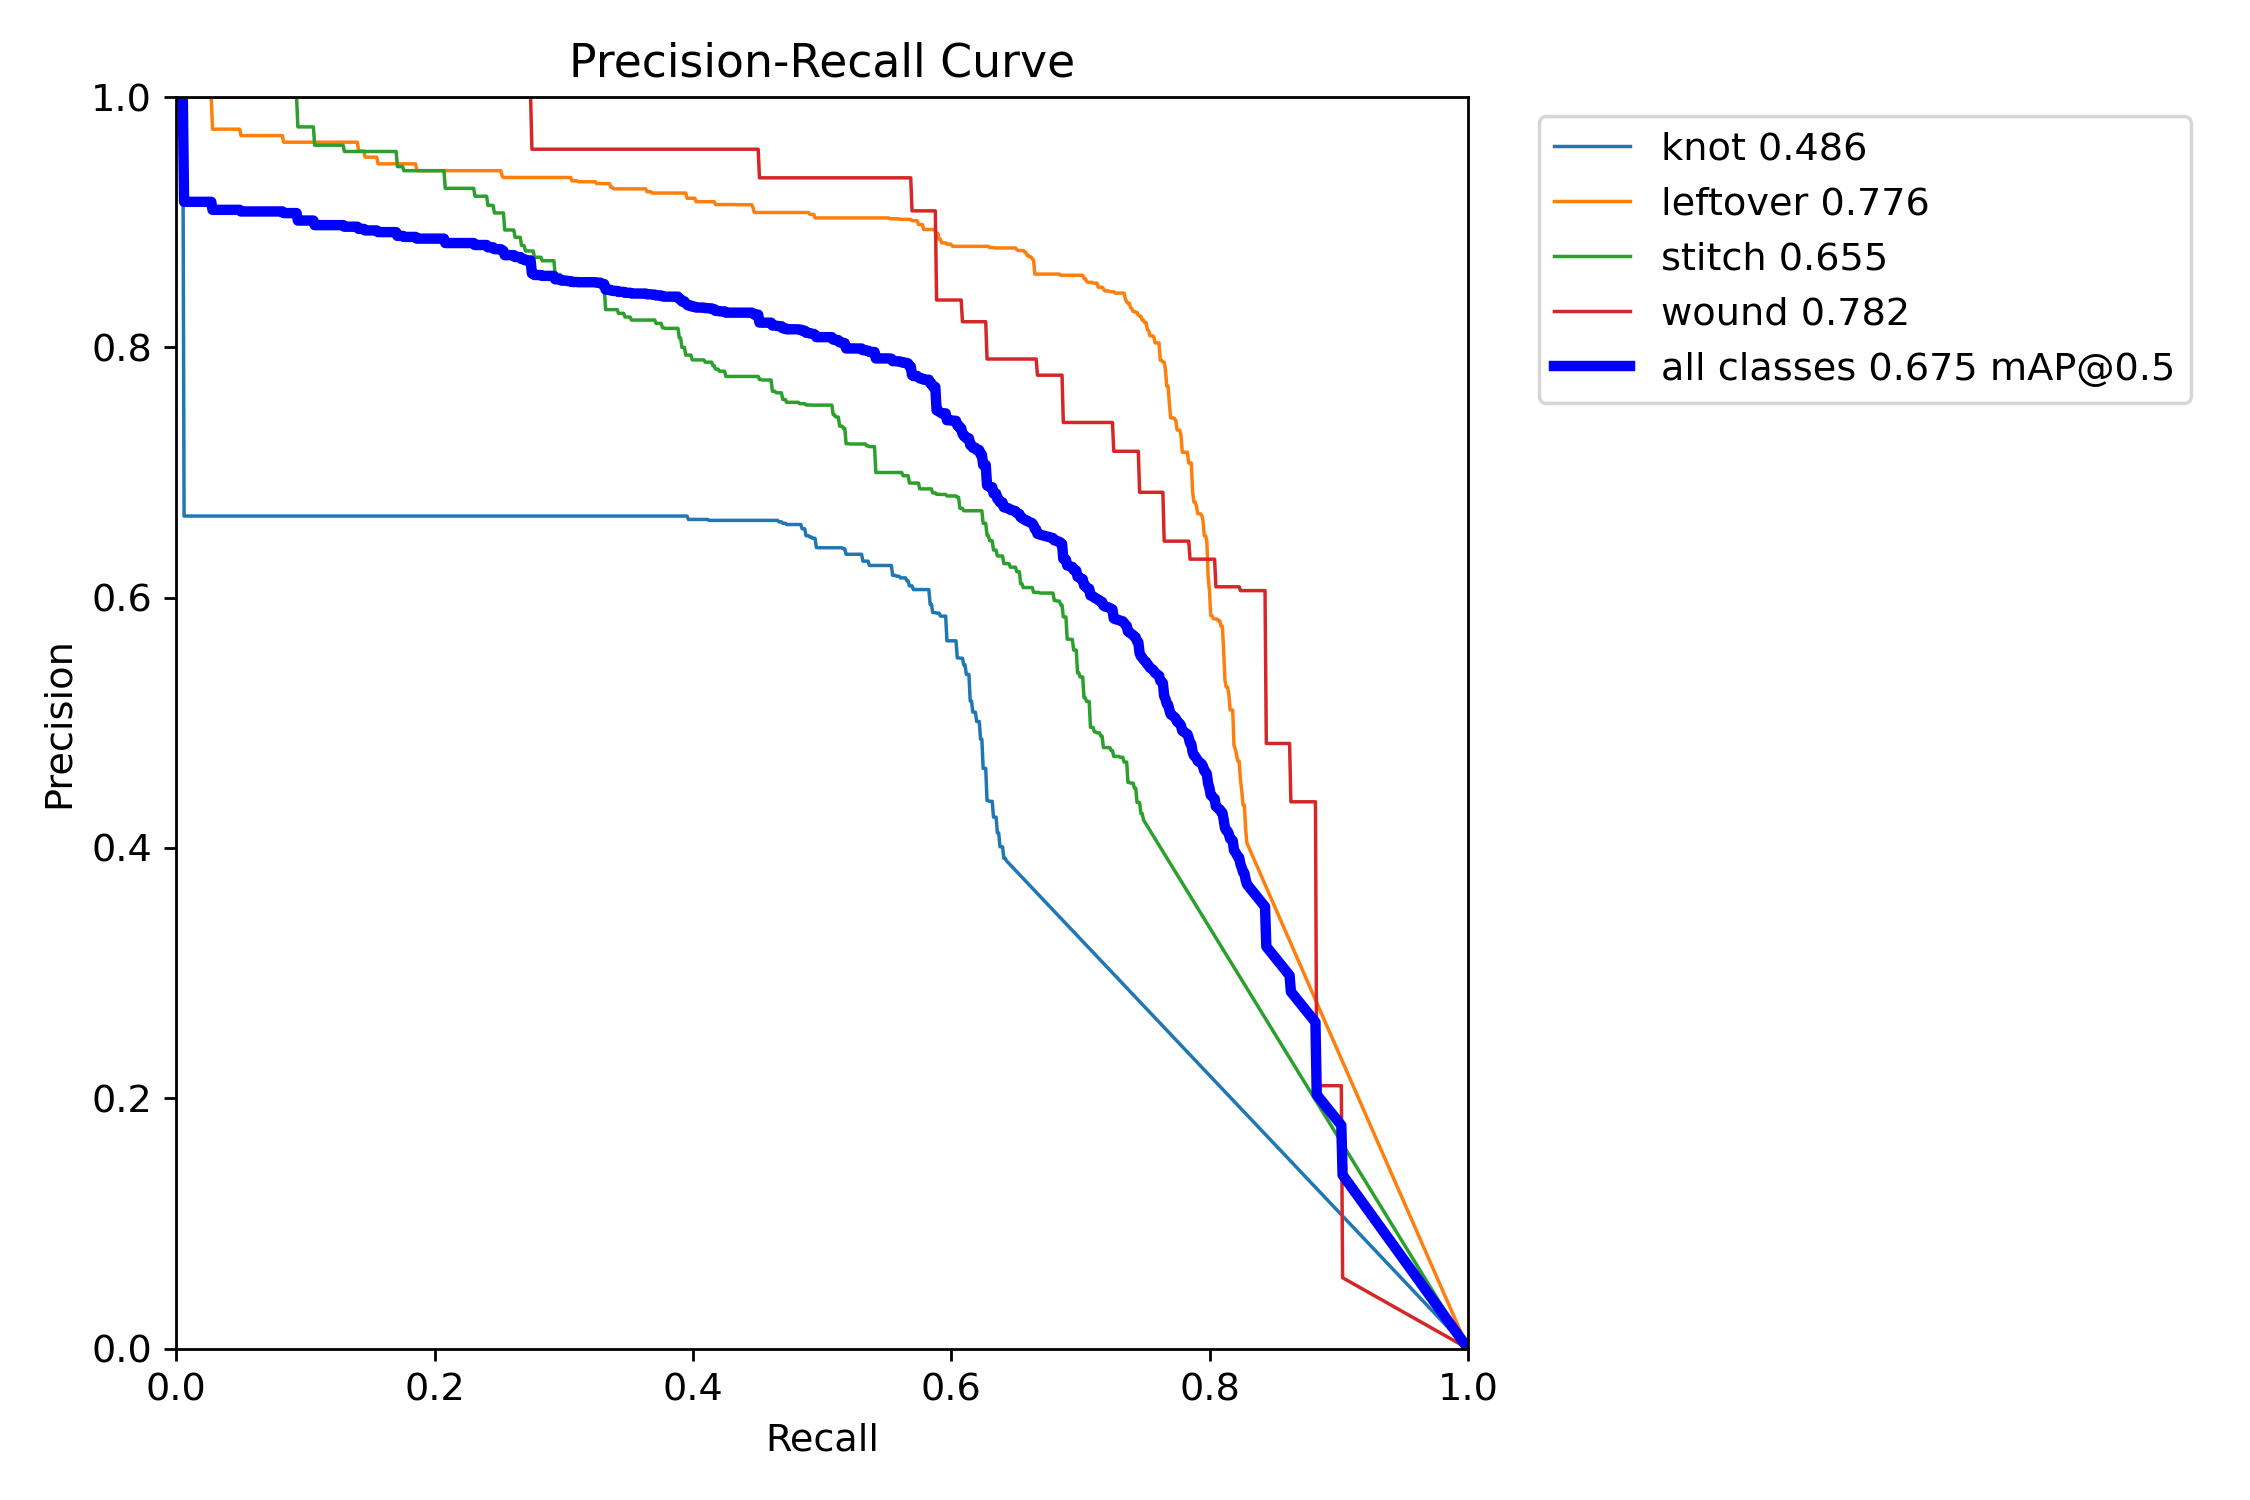 Precision-Recall Curve
1.0
0.8
0.6
0.4
0.2
0.0
Precision
0.0 0.2 0.4 0.6 0.8 1.0
Recall
knot 0.486
leftover 0.776
stitch 0.655
wound 0.782
all classes 0.675 mAP@0.5